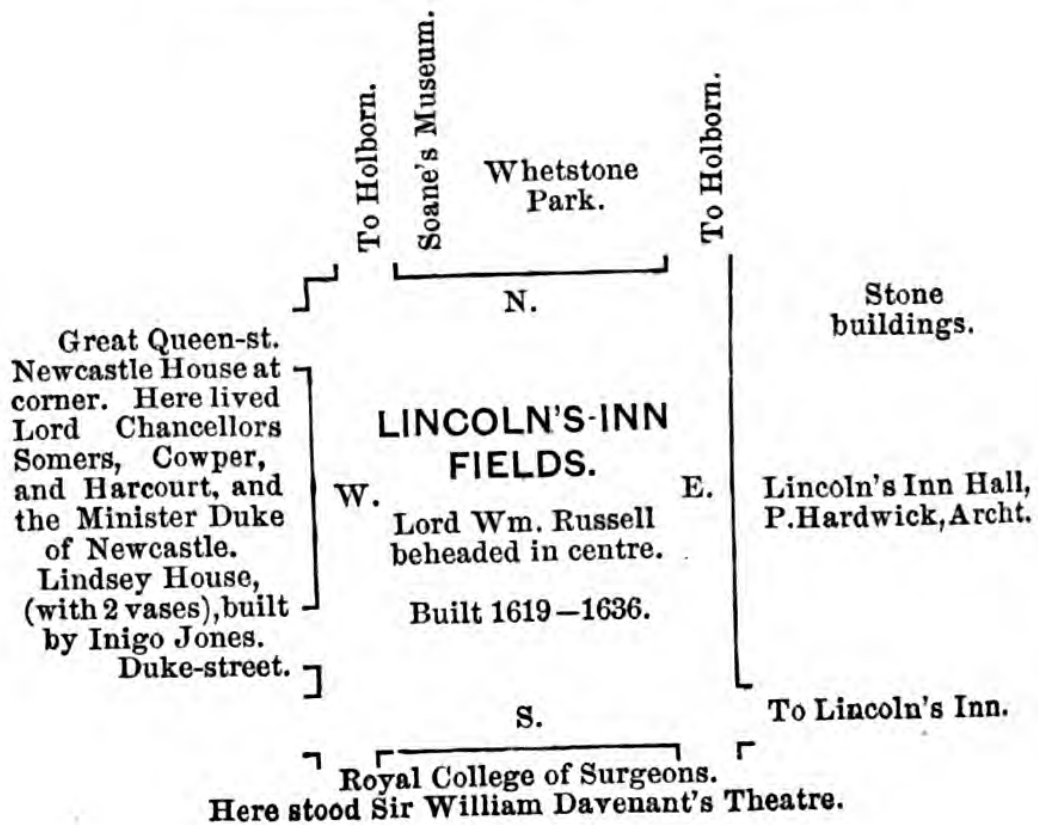 To Holborn.
Soane's Museum.
Whetstone
Park.
To Holborn.
N.
Stone
buildings.
Great Queen-st.
Newcastle House at
corner. Here lived
Lord Chancellors
Somers, Cowper,
and Harcourt, and
the Minister Duke
of Newcastle.
Lindsey House,
(with 2 vases), built
by Inigo Jones.
Duke-street.
W.
LINCOLN'S-INN
FIELDS.
Lord Wm. Russell
beheaded in centre.
Built 1619—1636.
E.
Lincoln's Inn Hall,
P. Hardwick, Archt.
S.
To Lincoln's Inn.
Royal College of Surgeons.
Here stood Sir William Davenant's Theatre.